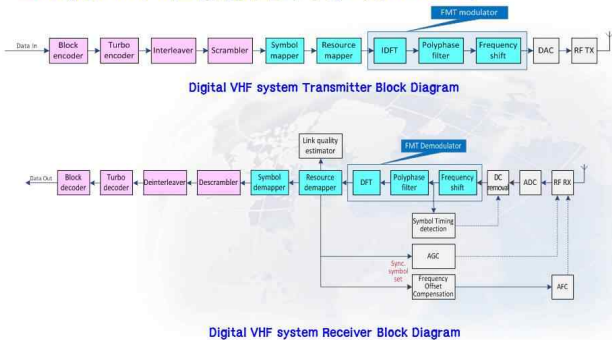 FMT modulator
Data In
Block encoder
Turbo encoder
Interleaver
Scrambler
Symbol mapper
Resource mapper
IDFT
Polyphase filter
Frequency shift
DAC
RF TX
Digital VHF system Transmitter Block Diagram
Link quality estimator
FMT Demodulator
Data Out
Block decoder
Turbo decoder
Deinterleaver
Descrambler
Symbol demapper
Resource demapper
DFT
Polyphase filter
Frequency shift
DC removal
ADC
RF RX
Symbol Timing detection
AGC
Sync. symbol set
Frequency Offset Compensation
AFC
Digital VHF system Receiver Block Diagram